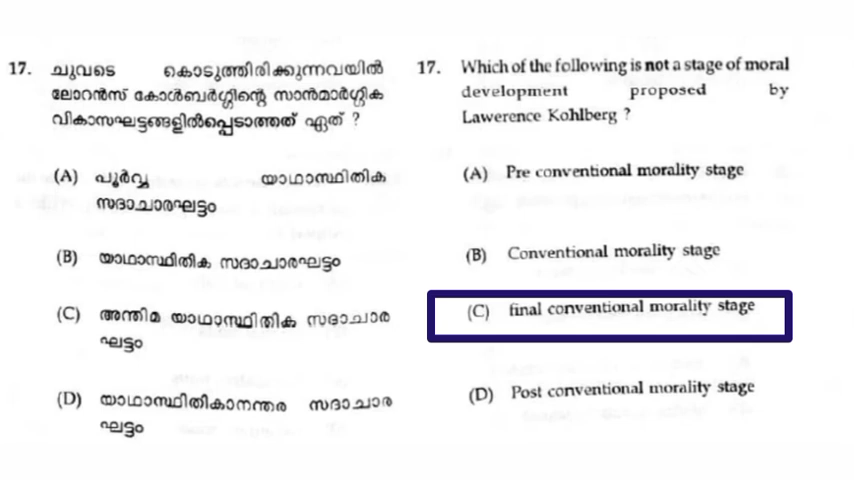 17. ചുവടെ കൊടുത്തിരിക്കുന്നവയിൽ
ലോറൻസ് കോൾബർഗ്ഗിന്റെ സാൻമാർഗ്ഗിക
വികാസഘട്ടങ്ങളിൽപ്പെടാത്തത് ഏത് ?
(A) പൂർവ്വ യാഥാസ്ഥിതിക
സദാചാരഘട്ടം
(B) യാഥാസ്ഥിതിക സദാചാരഘട്ടം
(C) അന്തിമ യാഥാസ്ഥിതിക സദാചാര
ഘട്ടം
(D) യാഥാസ്ഥിതികാനന്തര സദാചാര
ഘട്ടം
17. Which of the following is not a stage of moral
development proposed by
Lawerence Kohlberg ?
(A) Pre conventional morality stage
(B) Conventional morality stage
(C) final conventional morality stage
(D) Post conventional morality stage